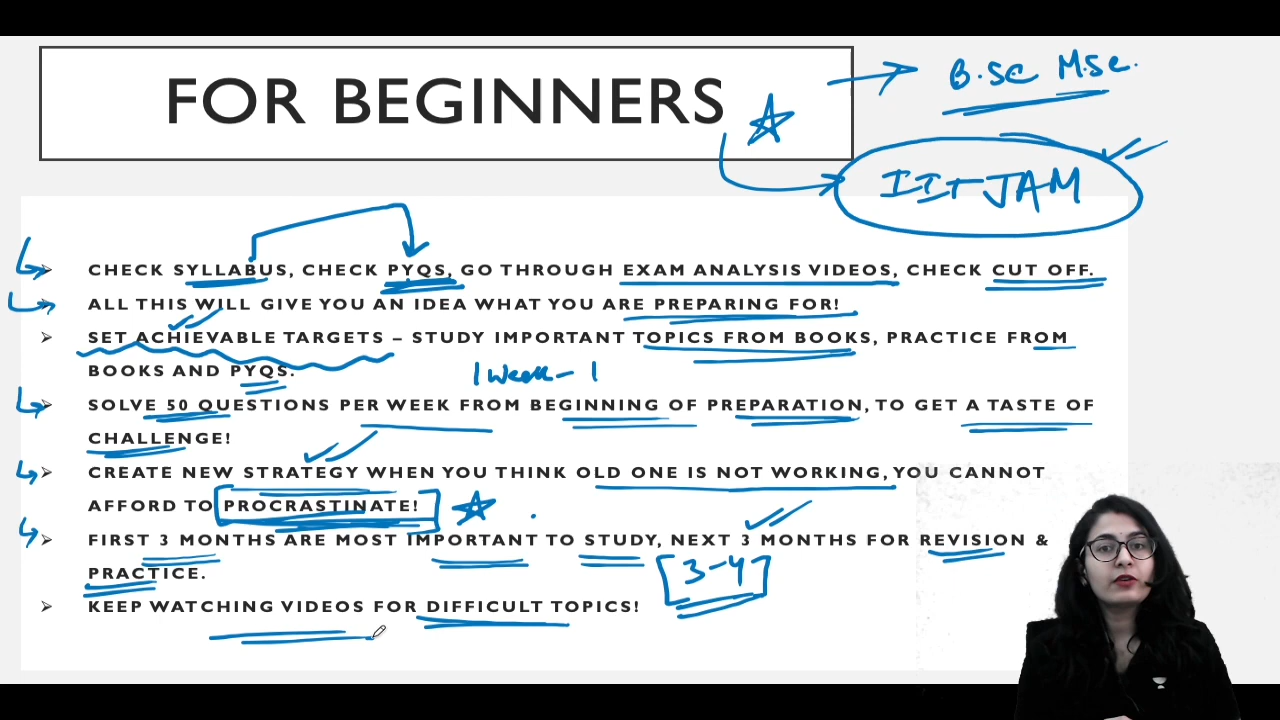 FOR BEGINNERS
B.Sc M.Sc.
IIT JAM
CHECK SYLLABUS, CHECK PYQS, GO THROUGH EXAM ANALYSIS VIDEOS, CHECK CUT OFF.
ALL THIS WILL GIVE YOU AN IDEA WHAT YOU ARE PREPARING FOR!
SET ACHIEVABLE TARGETS – STUDY IMPORTANT TOPICS FROM BOOKS, PRACTICE FROM
BOOKS AND PYQS.
1 week - 1
SOLVE 50 QUESTIONS PER WEEK FROM BEGINNING OF PREPARATION, TO GET A TASTE OF
CHALLENGE!
CREATE NEW STRATEGY WHEN YOU THINK OLD ONE IS NOT WORKING, YOU CANNOT
AFFORD TO PROCRASTINATE!
FIRST 3 MONTHS ARE MOST IMPORTANT TO STUDY, NEXT 3 MONTHS FOR REVISION &
PRACTICE.
[3-4]
KEEP WATCHING VIDEOS FOR DIFFICULT TOPICS!